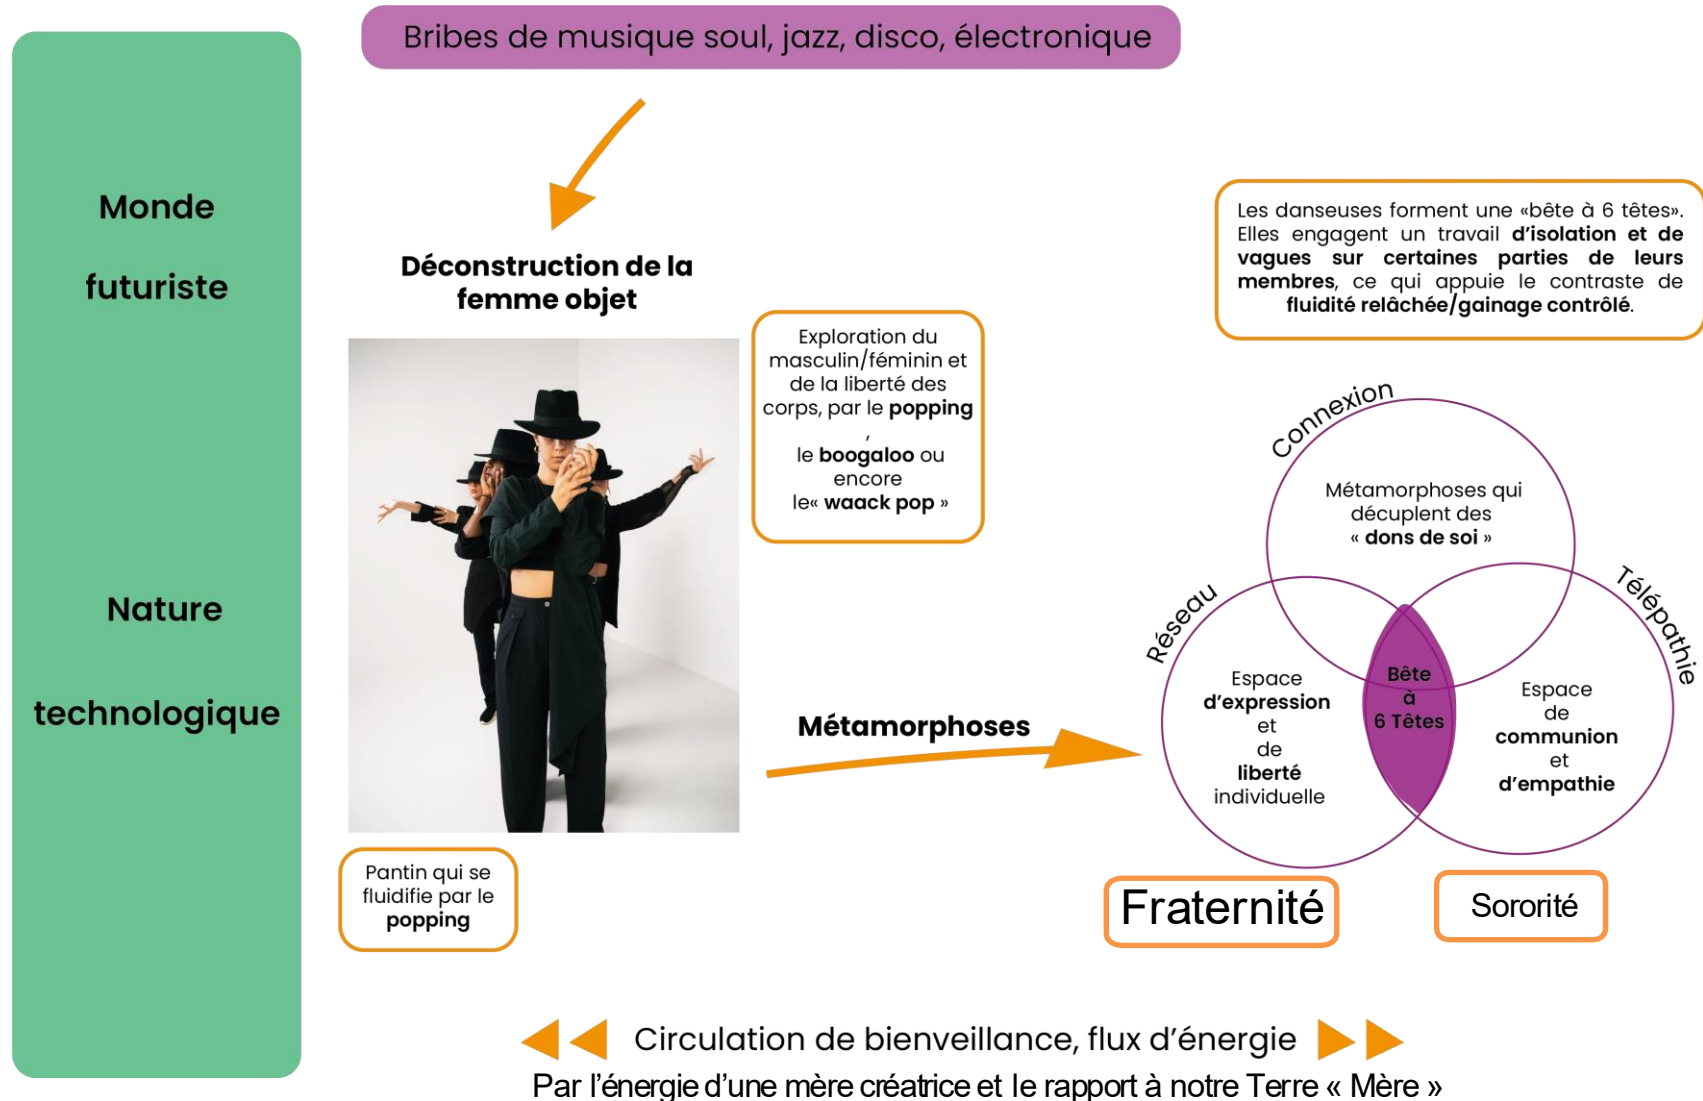 Bribes de musique soul, jazz, disco, électronique
Monde
futuriste
Nature
technologique
Déconstruction de la
femme objet
Exploration du
masculin/féminin et
de la liberté des
corps, par le popping
,
le boogaloo ou
encore
le« waack pop »
Pantin qui se
fluidifie par le
popping
Métamorphoses
Les danseuses forment une «bête à 6 têtes».
Elles engagent un travail d’isolation et de
vagues sur certaines parties de leurs
membres, ce qui appuie le contraste de
fluidité relâchée/gainage contrôlé.
Connexion
Métamorphoses qui
décuplent des
« dons de soi »
Réseau
Espace
d’expression
et
de
liberté
individuelle
Bête
à
6 Têtes
Télépathie
Espace
de
communion
et
d’empathie
Fraternité
Sororité
Circulation de bienveillance, flux d’énergie
Par l’énergie d’une mère créatrice et le rapport à notre Terre « Mère »